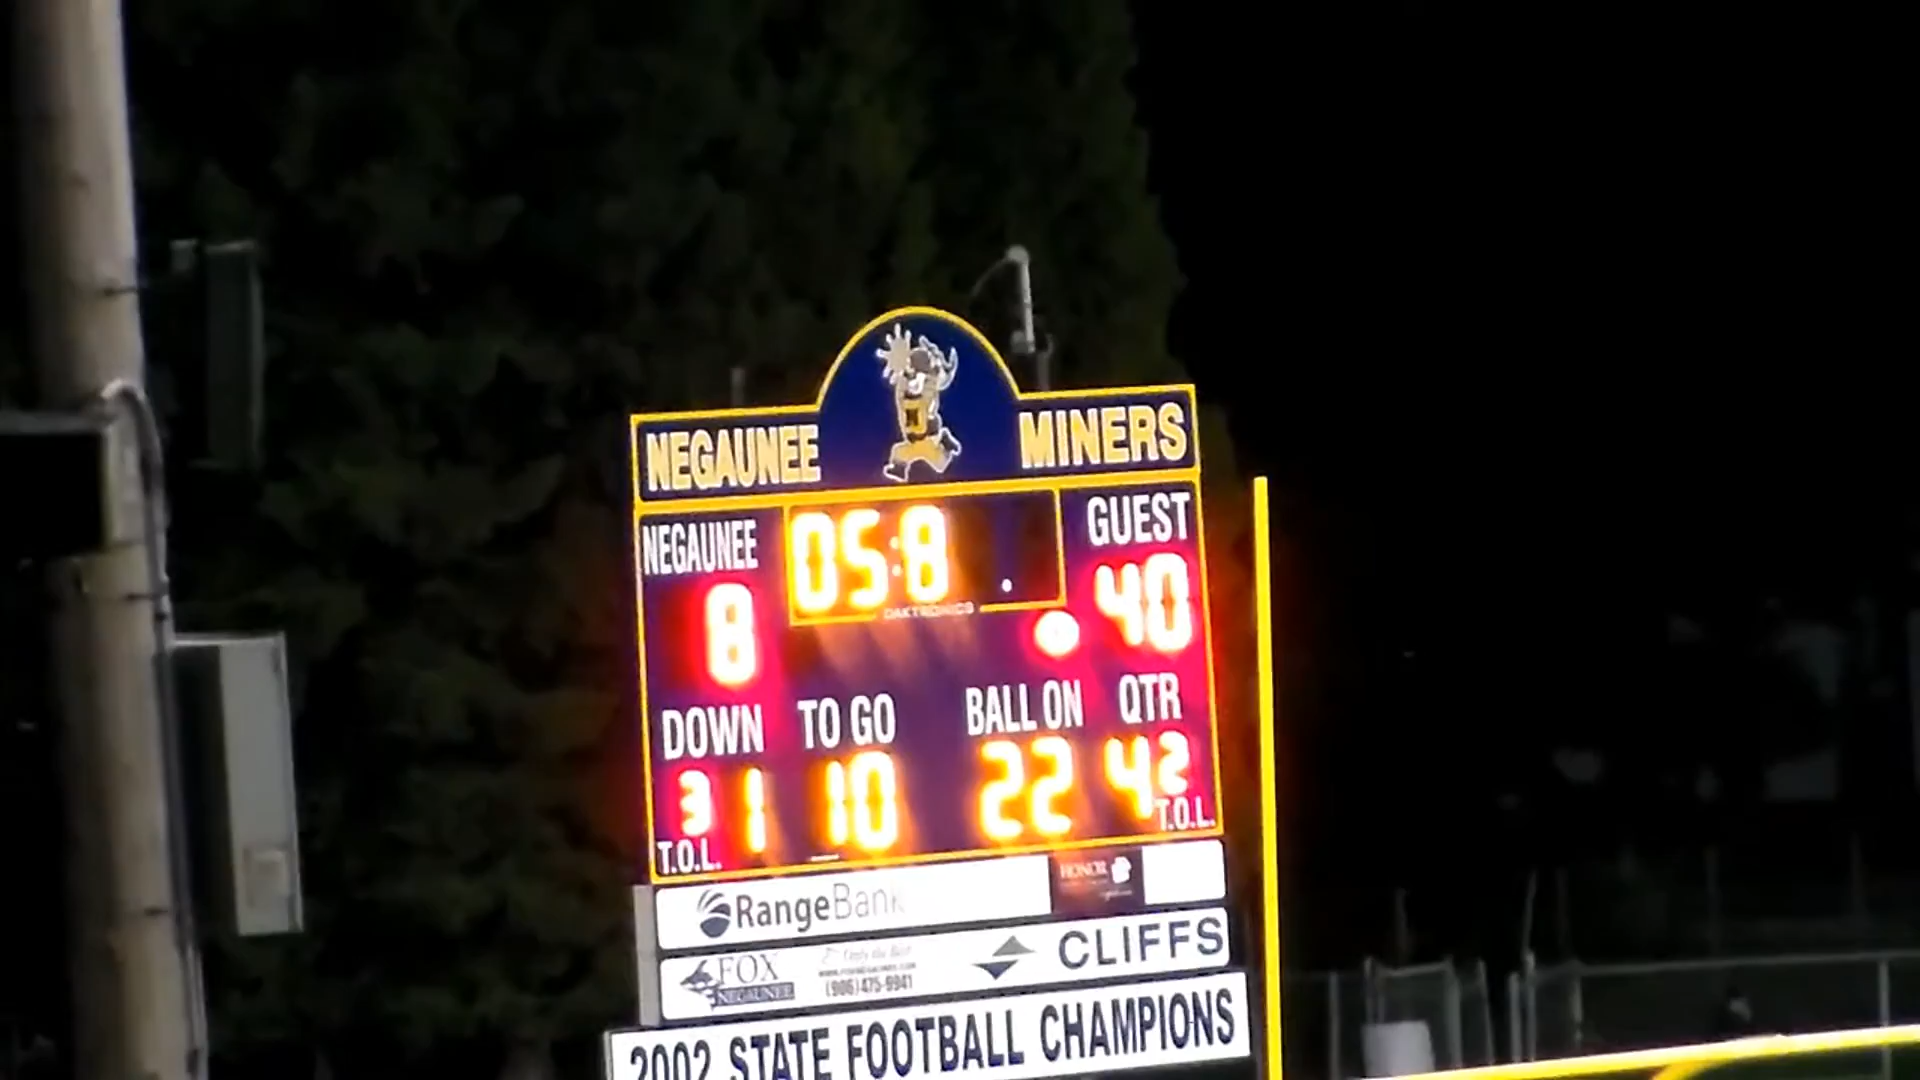 NEGAUNEE MINERS
NEGAUNEE 05:8 GUEST
DAKTRONICS
8 40
DOWN TO GO BALL ON QTR
3 1 10 22 4 2
T.O.L. T.O.L.
RangeBank HONOR
FOX CLIFFS
NEGAUNEE
(906)475-9941
2002 STATE FOOTBALL CHAMPIONS